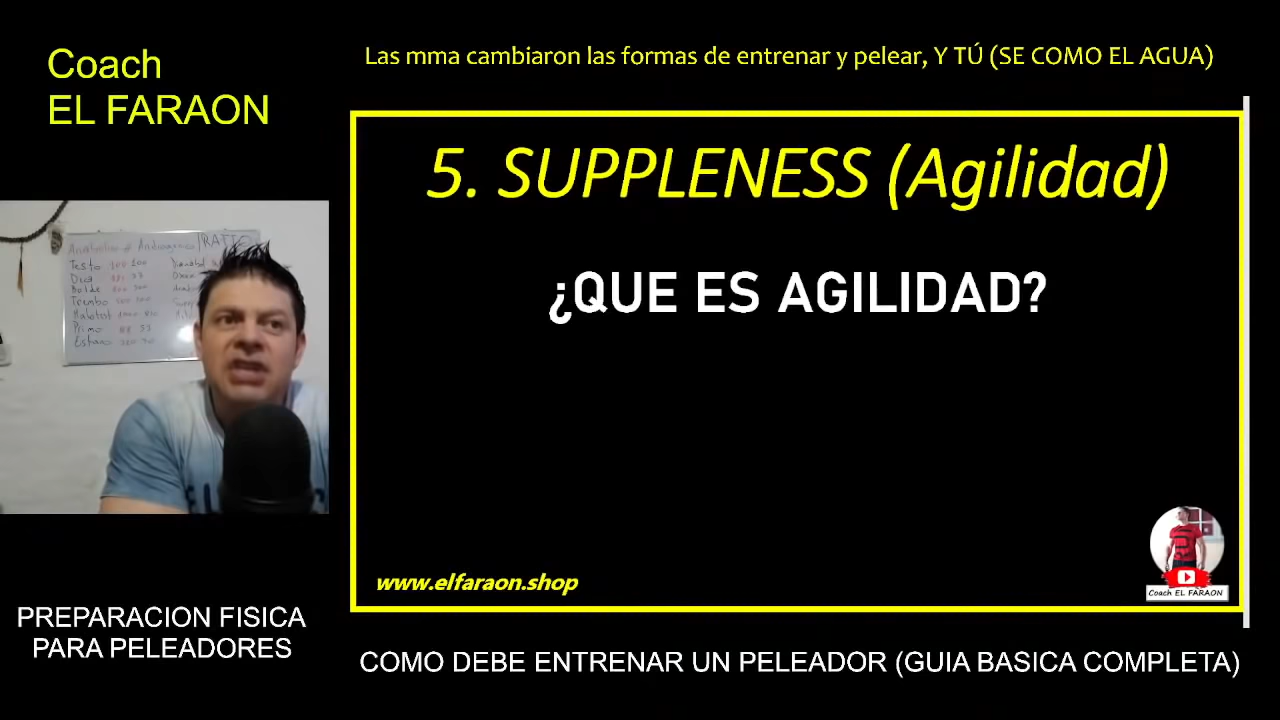 Coach
EL FARAON
Las mma cambiaron las formas de entrenar y pelear, Y TÚ (SE COMO EL AGUA)
5. SUPPLENESS (Agilidad)
¿QUE ES AGILIDAD?
www.elfaraon.shop
Coach EL FARAON
PREPARACION FISICA
PARA PELEADORES
COMO DEBE ENTRENAR UN PELEADOR (GUIA BASICA COMPLETA)
Testo